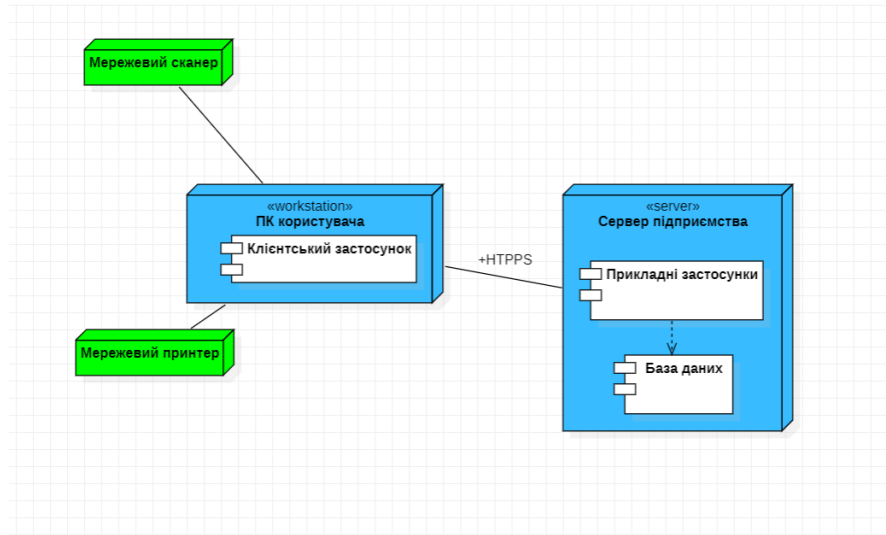 Мережевий сканер
«workstation»
ПК користувача
Клієнтський застосунок
+HTPPS
«server»
Сервер підприємства
Прикладні застосунки
База даних
Мережевий принтер